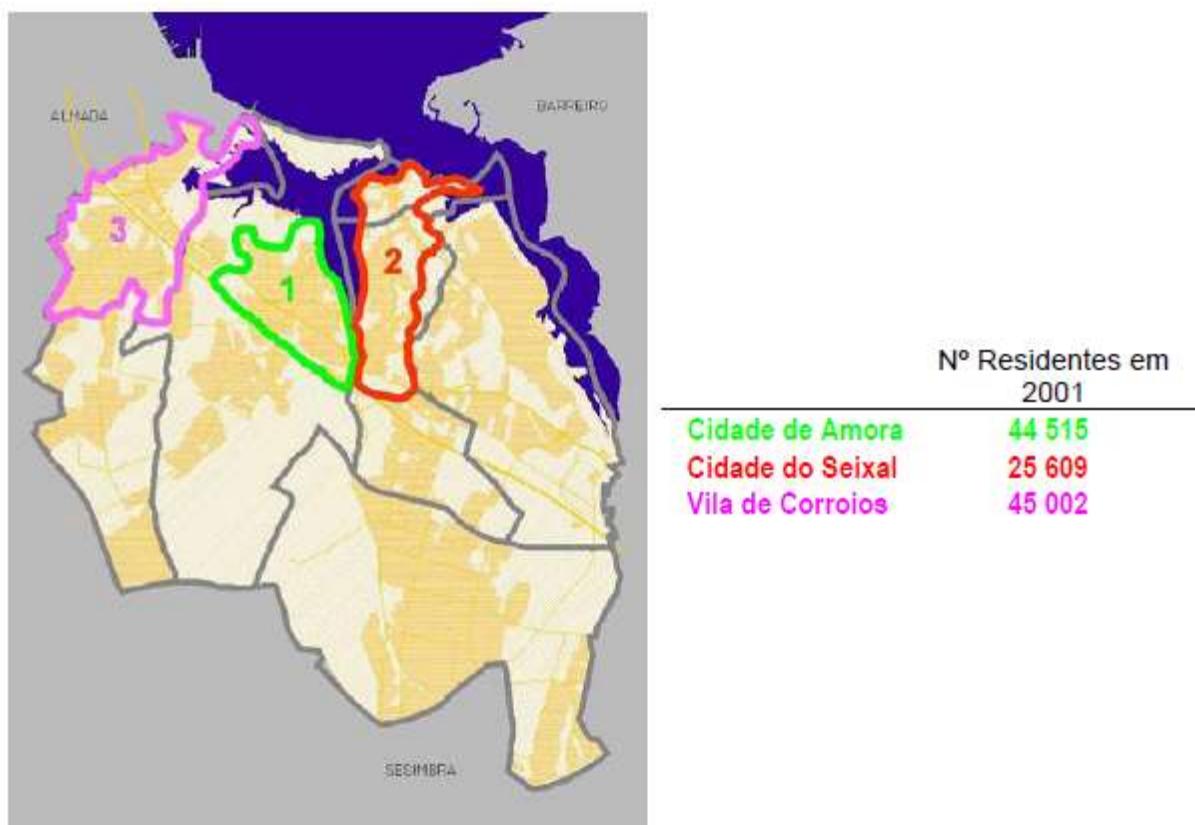 ALMADA
BARREIRO
3
1
2
SESIMBRA
Nº Residentes em
2001
Cidade de Amora 44 515
Cidade do Seixal 25 609
Vila de Corroios 45 002